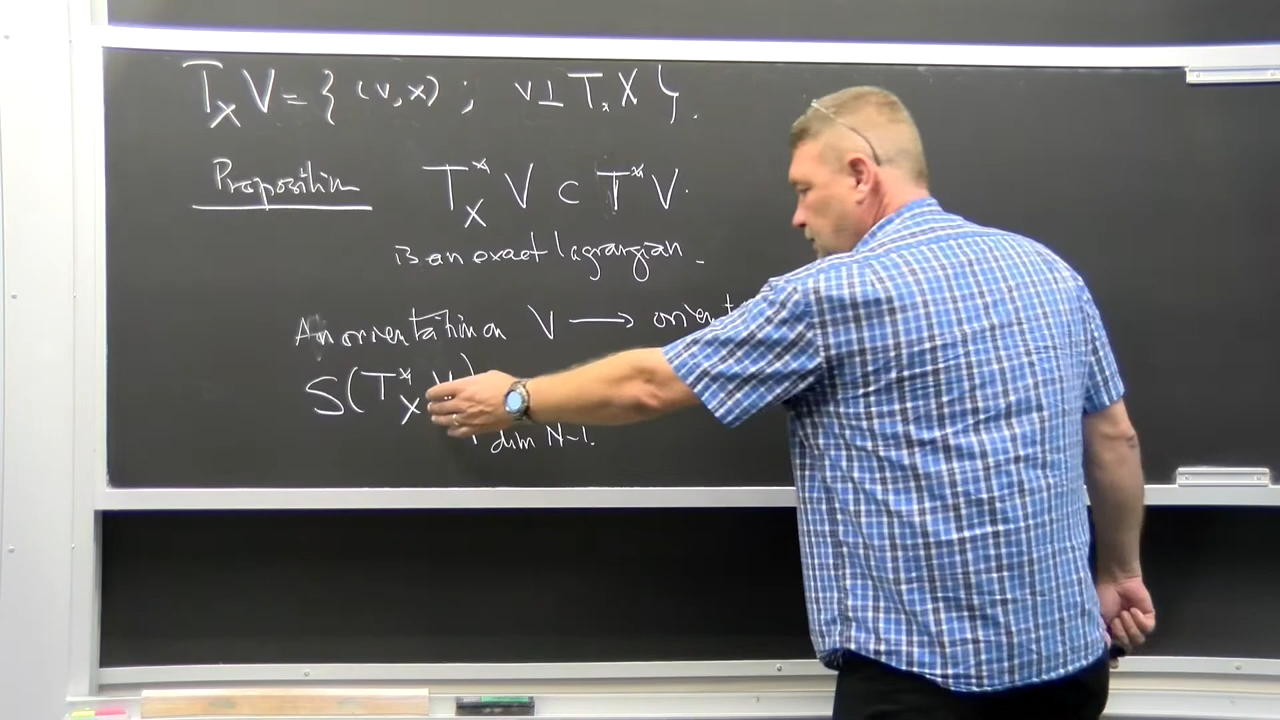 T_X V = { (v,x) ; v ⊥ T_x X }.
Proposition T*_X V ⊂ T* V.
is an exact lagrangian.
An orientation on V ⟶ orient
S(T*_X V)
dim N-1.